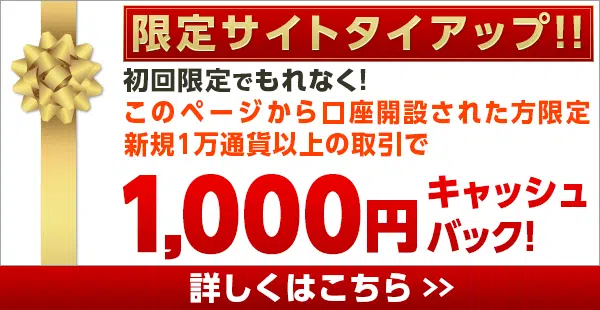 限定サイトタイアップ!!
初回限定でもれなく!
このページから口座開設された方限定
新規1万通貨以上の取引で
1,000円キャッシュ
バック!
詳しくはこちら >>